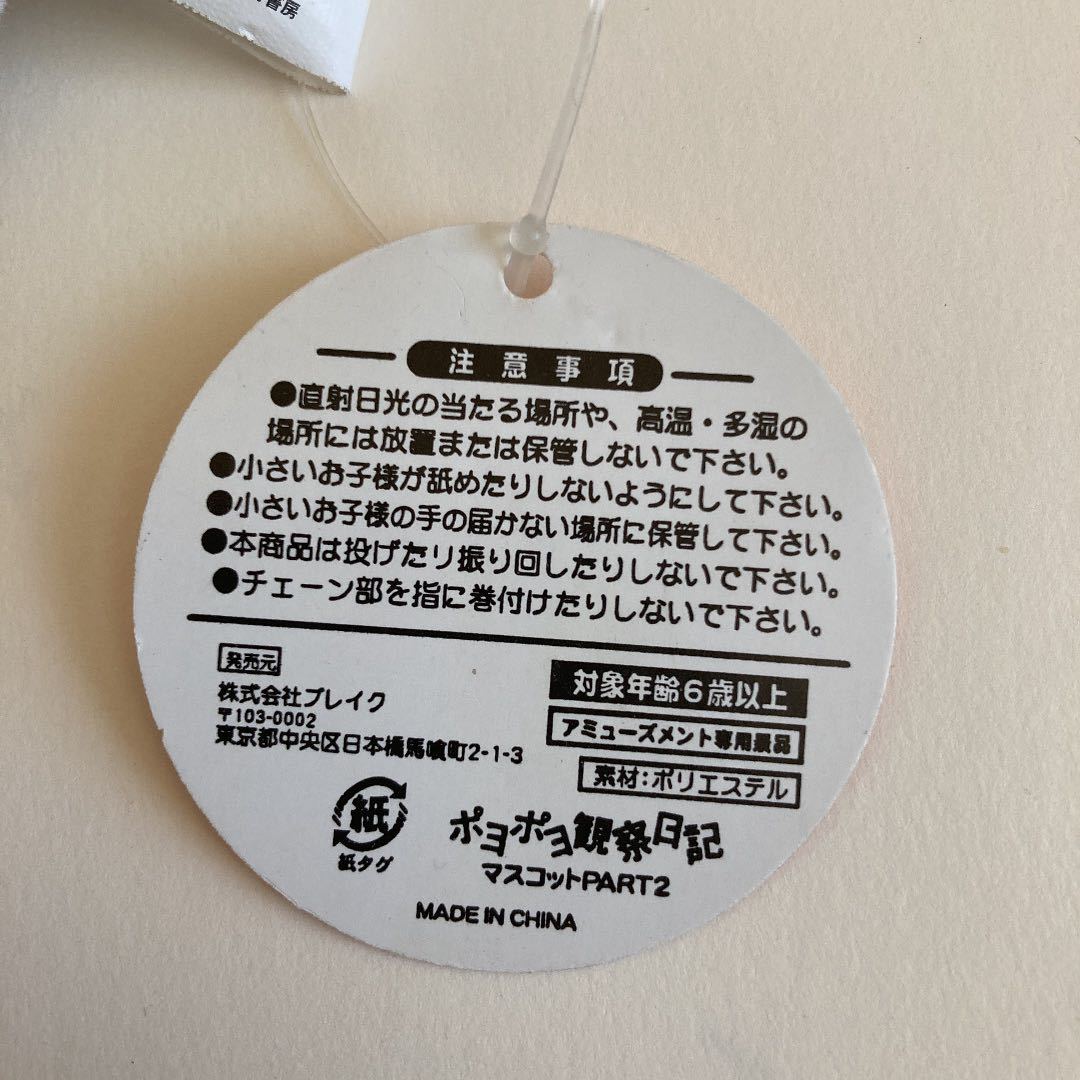 書房
注意事項
●直射日光の当たる場所や、高温・多湿の
場所には放置または保管しないで下さい。
●小さいお子様が舐めたりしないようにして下さい。
●小さいお子様の手の届かない場所に保管して下さい。
●本商品は投げたり振り回したりしないで下さい。
●チェーン部を指に巻付けたりしないで下さい。
発売元
株式会社ブレイク
〒103-0002
東京都中央区日本橋馬喰町2-1-3
対象年齢6歳以上
アミューズメント専用景品
素材:ポリエステル
紙
紙タグ
ポヨポヨ観察日記
マスコットPART2
MADE IN CHINA